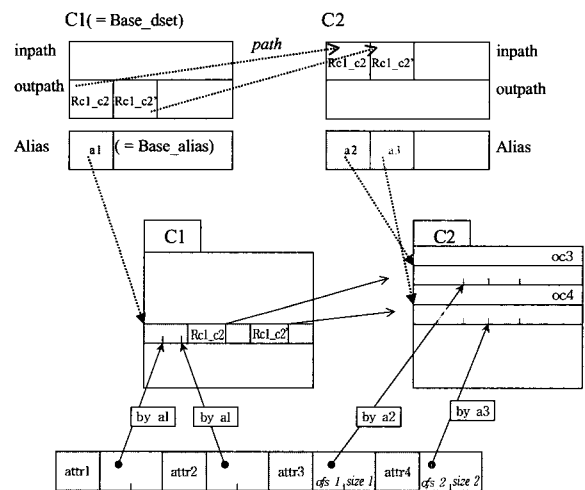 C1(= Base_dset)
C2
inpath
path
inpath
Rc1_c2 Rc1_c2'
outpath
outpath
Rc1_c2 Rc1_c2'
Alias
a1
(= Base_alias)
a2
a3
Alias
C1
C2
oc3
oc4
Rc1_c2
Rc1_c2'
by a1
by a1
by a2
by a3
attr1
attr2
attr3
ofs 1, size 1
attr4
ofs 2, size 2